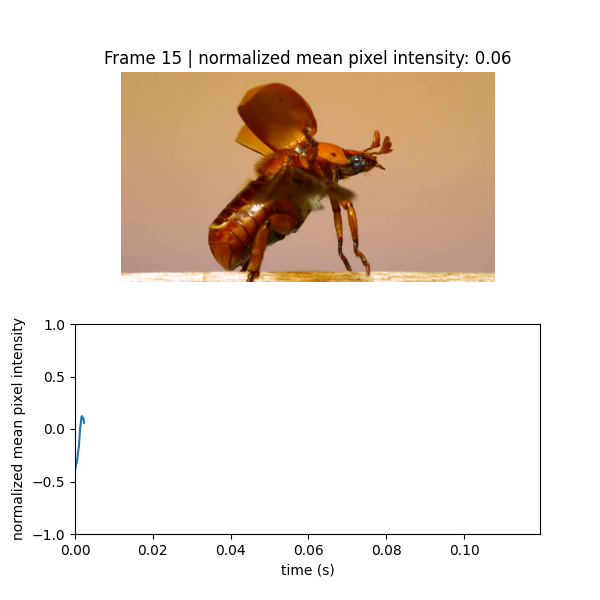 Frame 15 | normalized mean pixel intensity: 0.06
normalized mean pixel intensity
1.0
0.5
0.0
−0.5
−1.0
0.00 0.02 0.04 0.06 0.08 0.10
time (s)